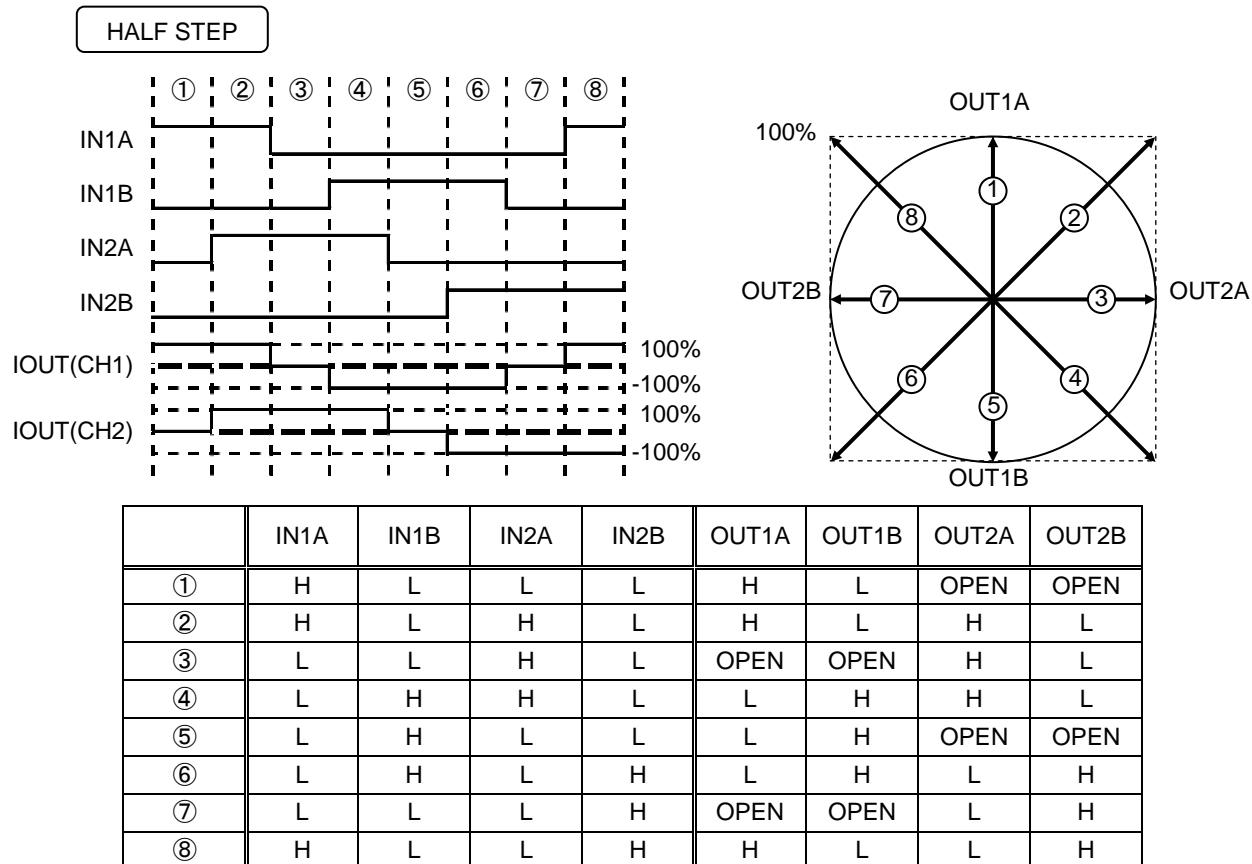 HALF STEP
① ② ③ ④ ⑤ ⑥ ⑦ ⑧
IN1A
IN1B
IN2A
IN2B
IOUT(CH1)
100%
-100%
IOUT(CH2)
100%
-100%
OUT1A
100%
① ② ③ ④ ⑤ ⑥ ⑦ ⑧
OUT2B
OUT2A
OUT1B
IN1A IN1B IN2A IN2B OUT1A OUT1B OUT2A OUT2B
① H L L L H L OPEN OPEN
② H L H L H L H L
③ L L H L OPEN OPEN H L
④ L H H L L H H L
⑤ L H L L L H OPEN OPEN
⑥ L H L H L H L H
⑦ L L L H OPEN OPEN L H
⑧ H L L H H L L H